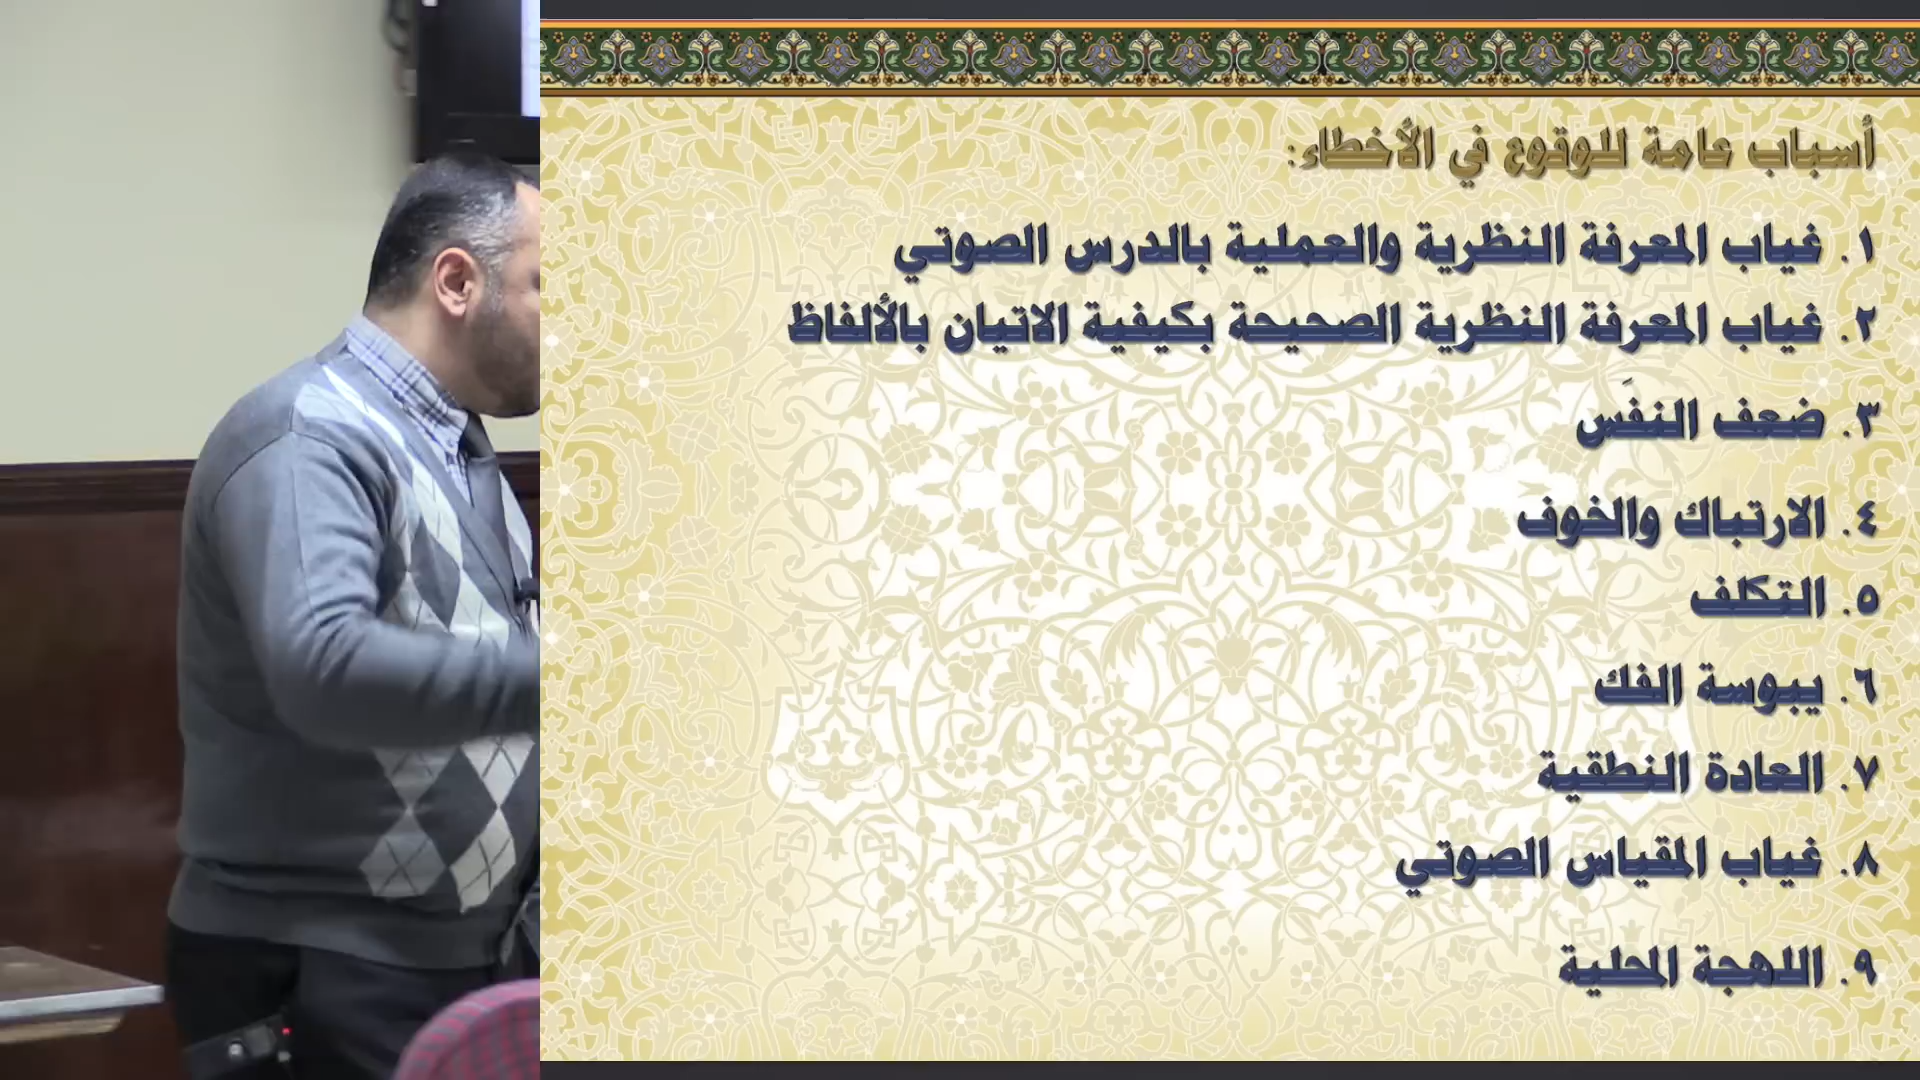 أسباب عامة للوقوع في الأخطاء:
١. غياب المعرفة النظرية والعملية بالدرس الصوتي
٢. غياب المعرفة النظرية الصحيحة بكيفية الاتيان بالألفاظ
٣. ضعف النفَس
٤. الارتباك والخوف
٥. التكلف
٦. يبوسة الفك
٧. العادة النطقية
٨. غياب المقياس الصوتي
٩. اللهجة المحلية